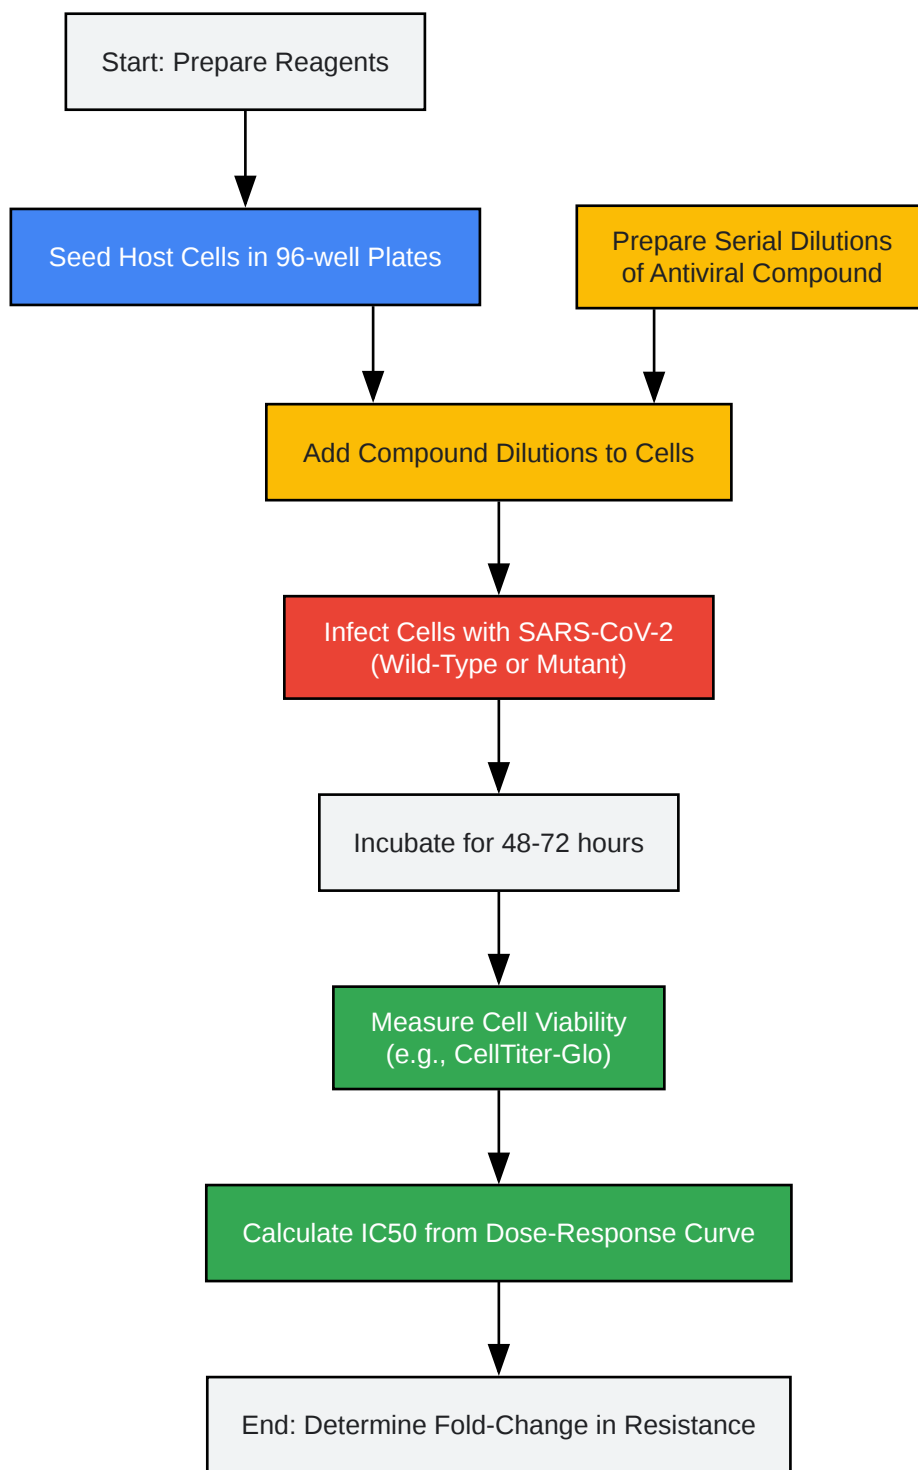 Start: Prepare Reagents
Seed Host Cells in 96-well Plates
Prepare Serial Dilutions
of Antiviral Compound
Add Compound Dilutions to Cells
Infect Cells with SARS-CoV-2
(Wild-Type or Mutant)
Incubate for 48-72 hours
Measure Cell Viability
(e.g., CellTiter-Glo)
Calculate IC50 from Dose-Response Curve
End: Determine Fold-Change in Resistance